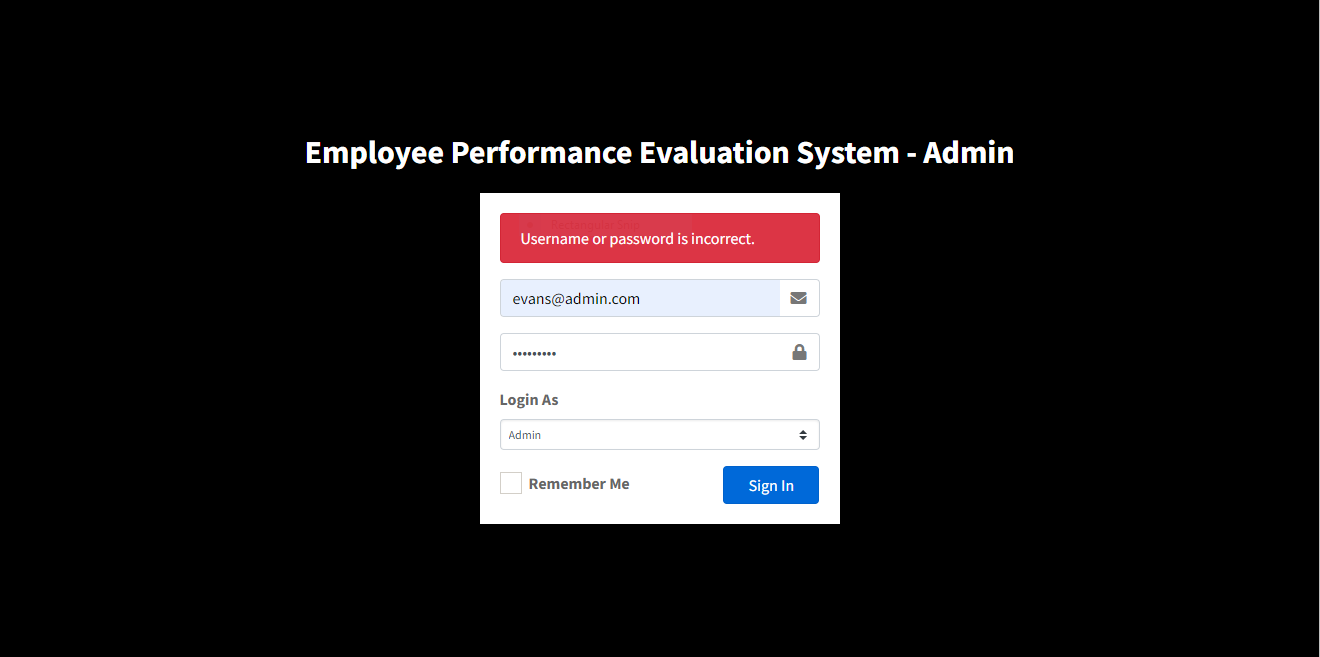 Employee Performance Evaluation System - Admin
Username or password is incorrect.
evans@admin.com
•••••••••
Login As
Admin
Remember Me
Sign In